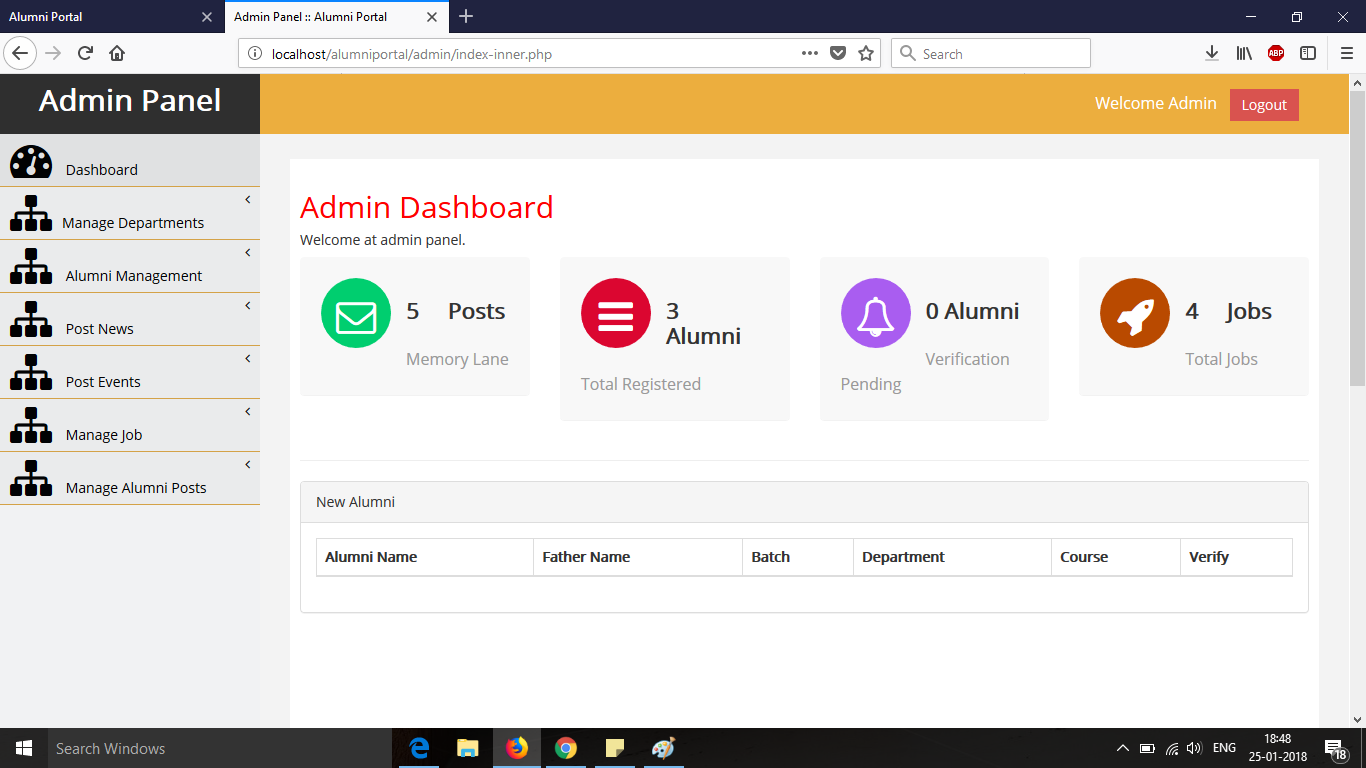 Alumni Portal
Admin Panel :: Alumni Portal
localhost/alumniportal/admin/index-inner.php
Search
ABP
Admin Panel
Welcome Admin
Logout
Dashboard
Manage Departments
Alumni Management
Post News
Post Events
Manage Job
Manage Alumni Posts
Admin Dashboard
Welcome at admin panel.
5 Posts
Memory Lane
3
Alumni
Total Registered
0 Alumni
Verification
Pending
4 Jobs
Total Jobs
New Alumni
Alumni Name Father Name Batch Department Course Verify
Search Windows
ENG
18:48
25-01-2018
18